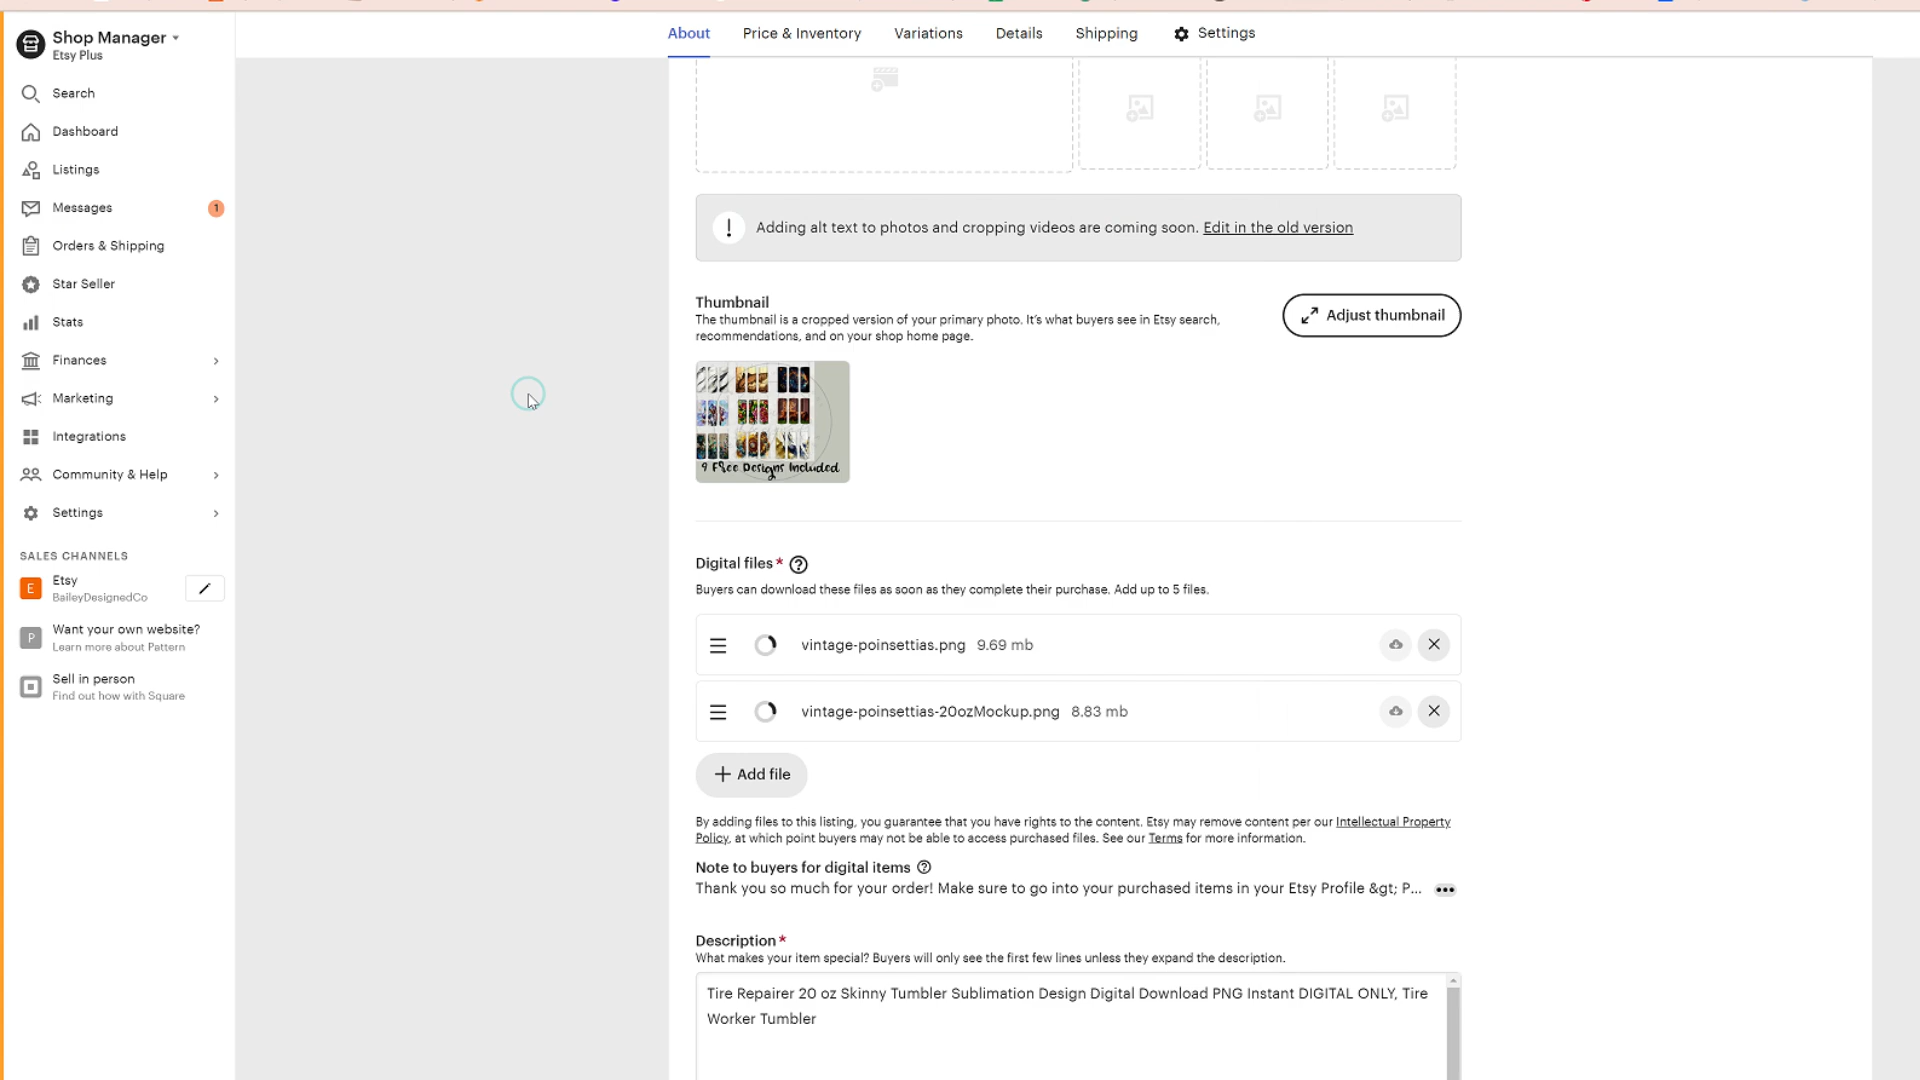 Shop Manager
Etsy Plus
Search
Dashboard
Listings
Messages
1
Orders & Shipping
Star Seller
Stats
Finances
Marketing
Integrations
Community & Help
Settings
SALES CHANNELS
E
Etsy
BaileyDesignedCo
P
Want your own website?
Learn more about Pattern
Sell in person
Find out how with Square
About
Price & Inventory
Variations
Details
Shipping
Settings
! Adding alt text to photos and cropping videos are coming soon. Edit in the old version
Thumbnail
The thumbnail is a cropped version of your primary photo. It's what buyers see in Etsy search,
recommendations, and on your shop home page.
Adjust thumbnail
9 Free Designs Included
Digital files * ?
Buyers can download these files as soon as they complete their purchase. Add up to 5 files.
vintage-poinsettias.png 9.69 mb
vintage-poinsettias-20ozMockup.png 8.83 mb
+ Add file
By adding files to this listing, you guarantee that you have rights to the content. Etsy may remove content per our Intellectual Property
Policy, at which point buyers may not be able to access purchased files. See our Terms for more information.
Note to buyers for digital items ?
Thank you so much for your order! Make sure to go into your purchased items in your Etsy Profile &gt; P... •••
Description *
What makes your item special? Buyers will only see the first few lines unless they expand the description.
Tire Repairer 20 oz Skinny Tumbler Sublimation Design Digital Download PNG Instant DIGITAL ONLY, Tire
Worker Tumbler